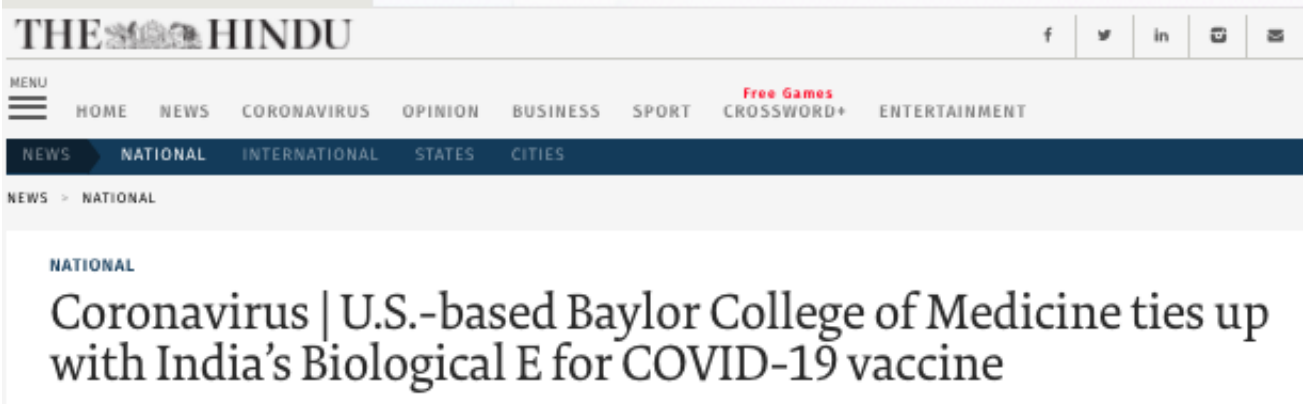 THE HINDU
MENU
HOME NEWS CORONAVIRUS OPINION BUSINESS SPORT Free Games CROSSWORD+ ENTERTAINMENT
NEWS NATIONAL INTERNATIONAL STATES CITIES
NEWS > NATIONAL
NATIONAL
Coronavirus | U.S.-based Baylor College of Medicine ties up
with India’s Biological E for COVID-19 vaccine